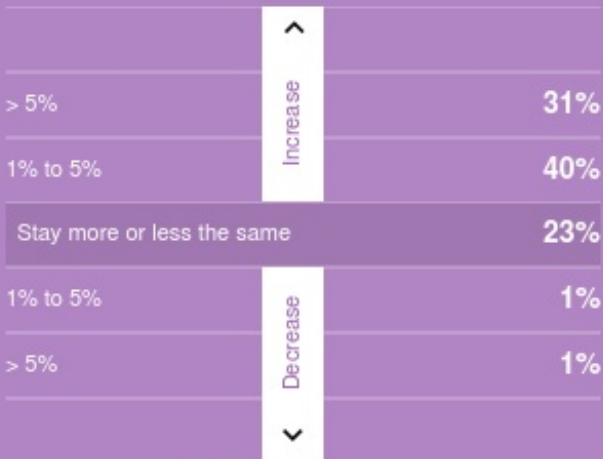 > 5% 31%
Increase
1% to 5% 40%
Stay more or less the same 23%
1% to 5% 1%
Decrease
> 5% 1%